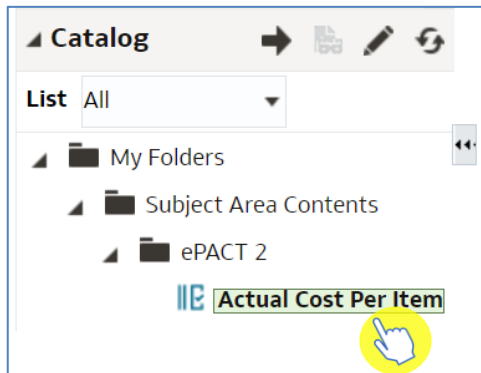 Catalog
List All
My Folders
Subject Area Contents
ePACT 2
Actual Cost Per Item